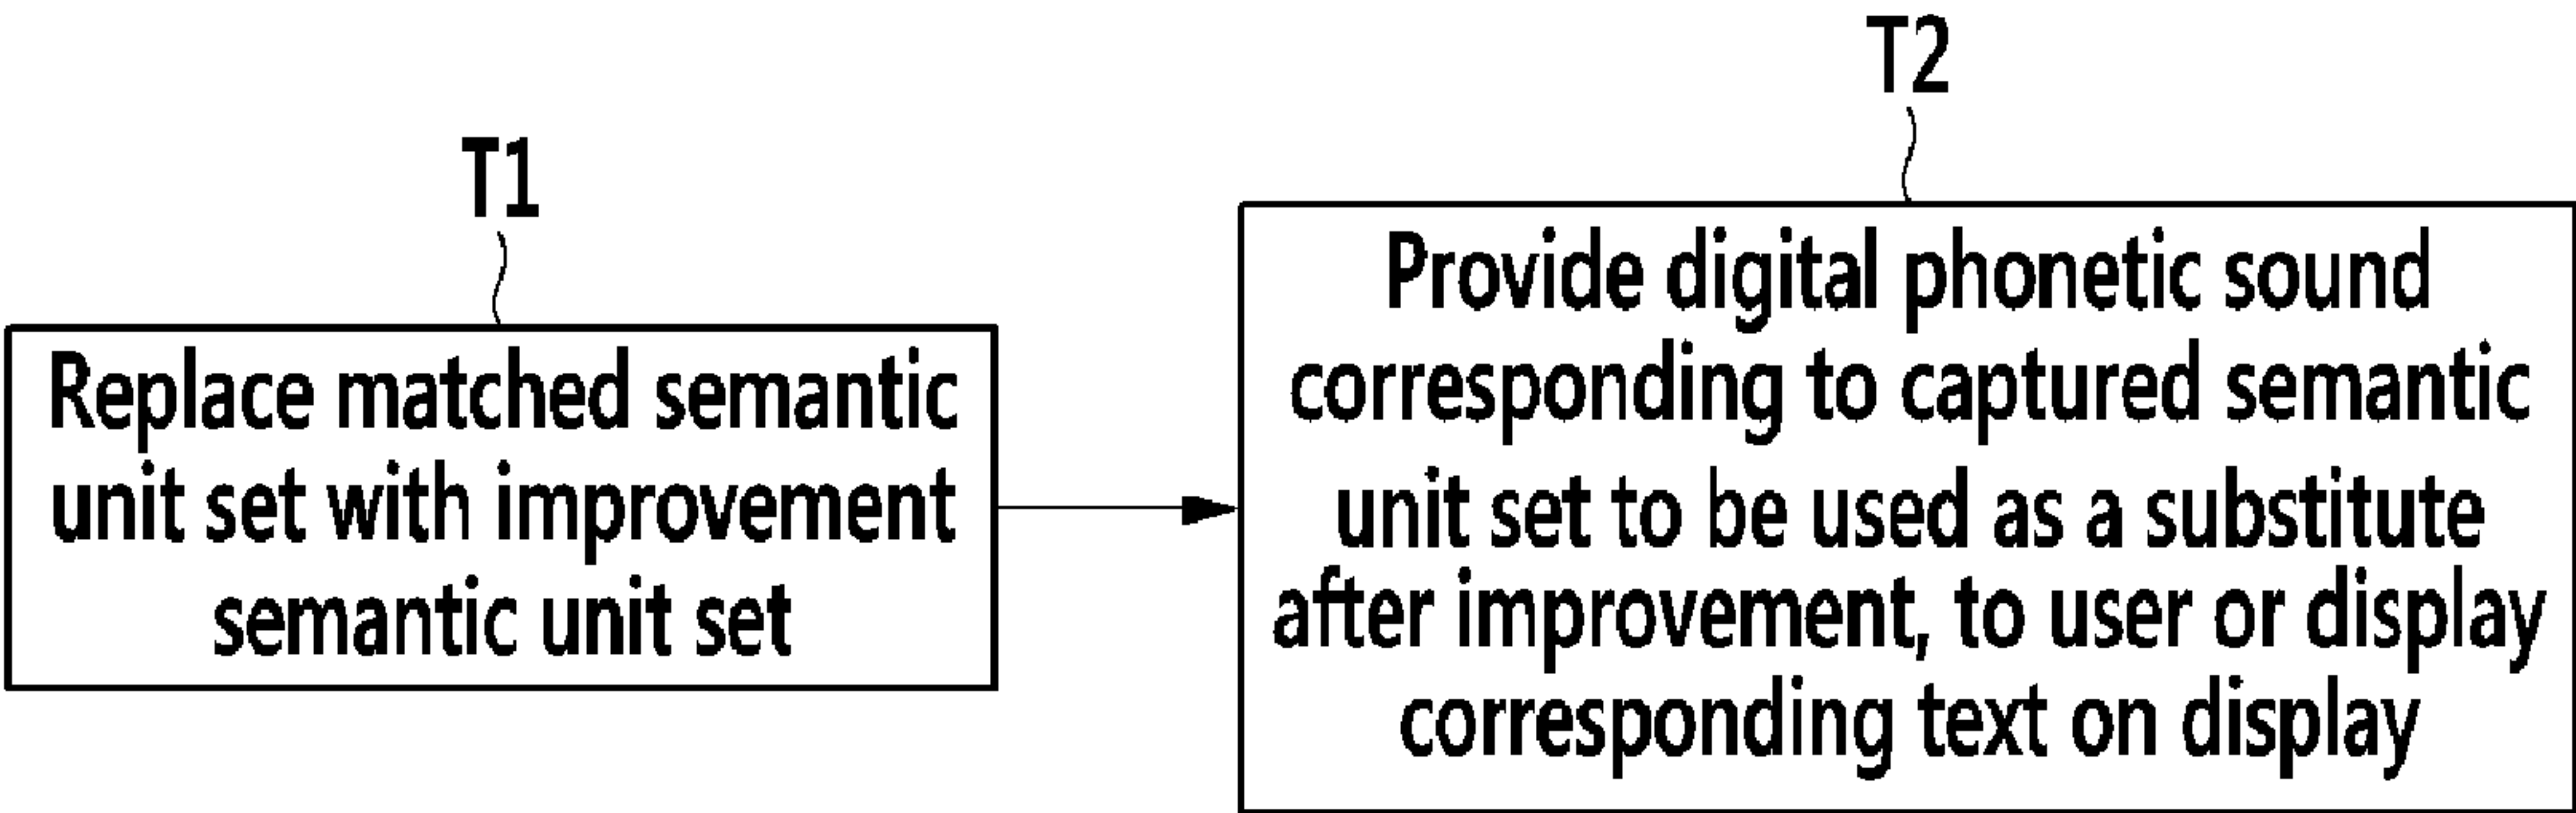 T1
Replace matched semantic
unit set with improvement
semantic unit set
T2
Provide digital phonetic sound
corresponding to captured semantic
unit set to be used as a substitute
after improvement, to user or display
corresponding text on display